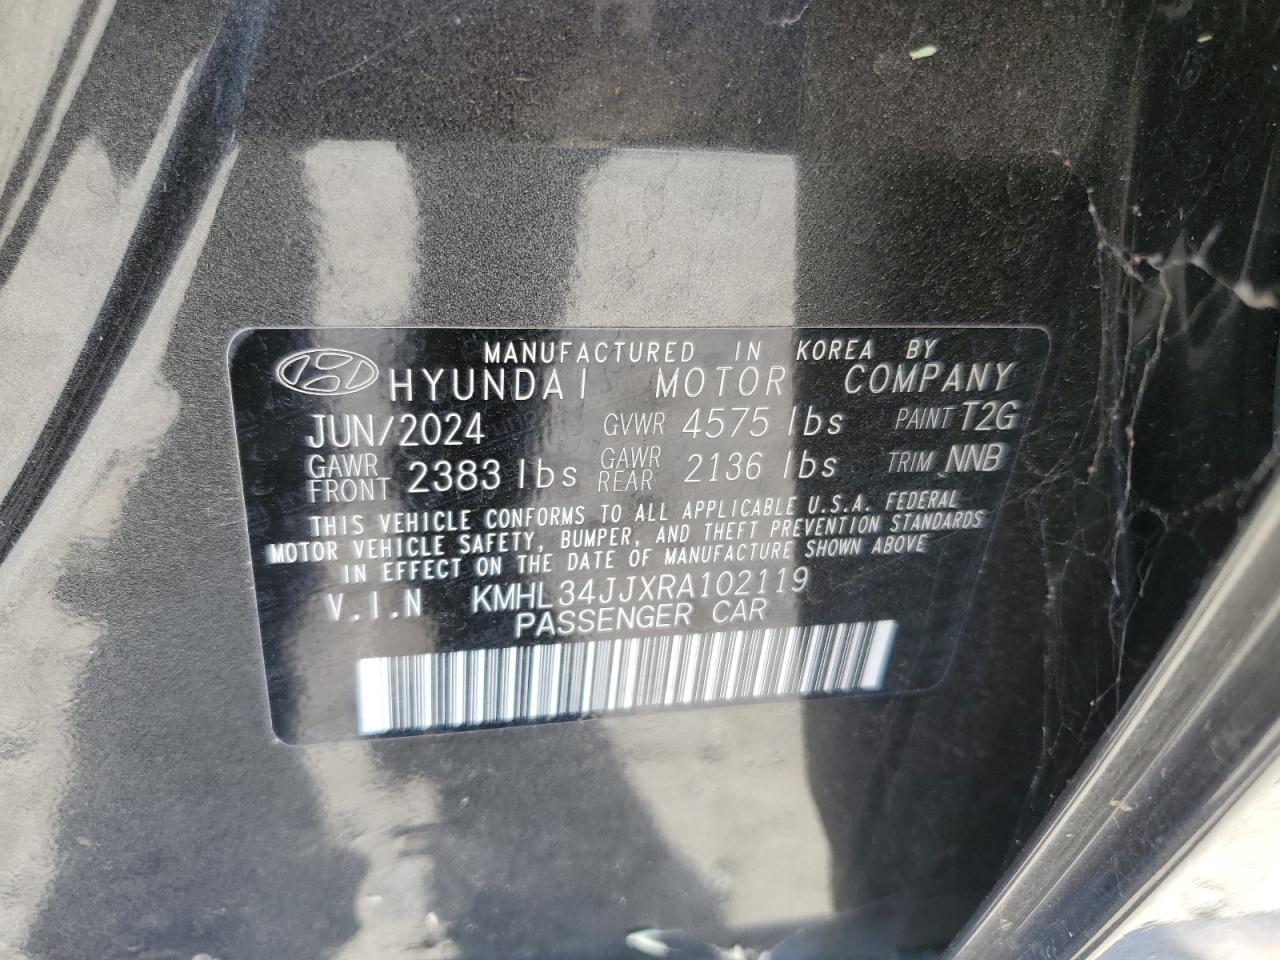 MANUFACTURED IN KOREA BY
HYUNDAI MOTOR COMPANY
JUN/2024 GVWR 4575 lbs PAINT T2G
GAWR FRONT 2383 lbs GAWR REAR 2136 lbs TRIM NNB
THIS VEHICLE CONFORMS TO ALL APPLICABLE U.S.A. FEDERAL
MOTOR VEHICLE SAFETY, BUMPER, AND THEFT PREVENTION STANDARDS
IN EFFECT ON THE DATE OF MANUFACTURE SHOWN ABOVE
V.I.N KMHL34JJXRA102119
PASSENGER CAR